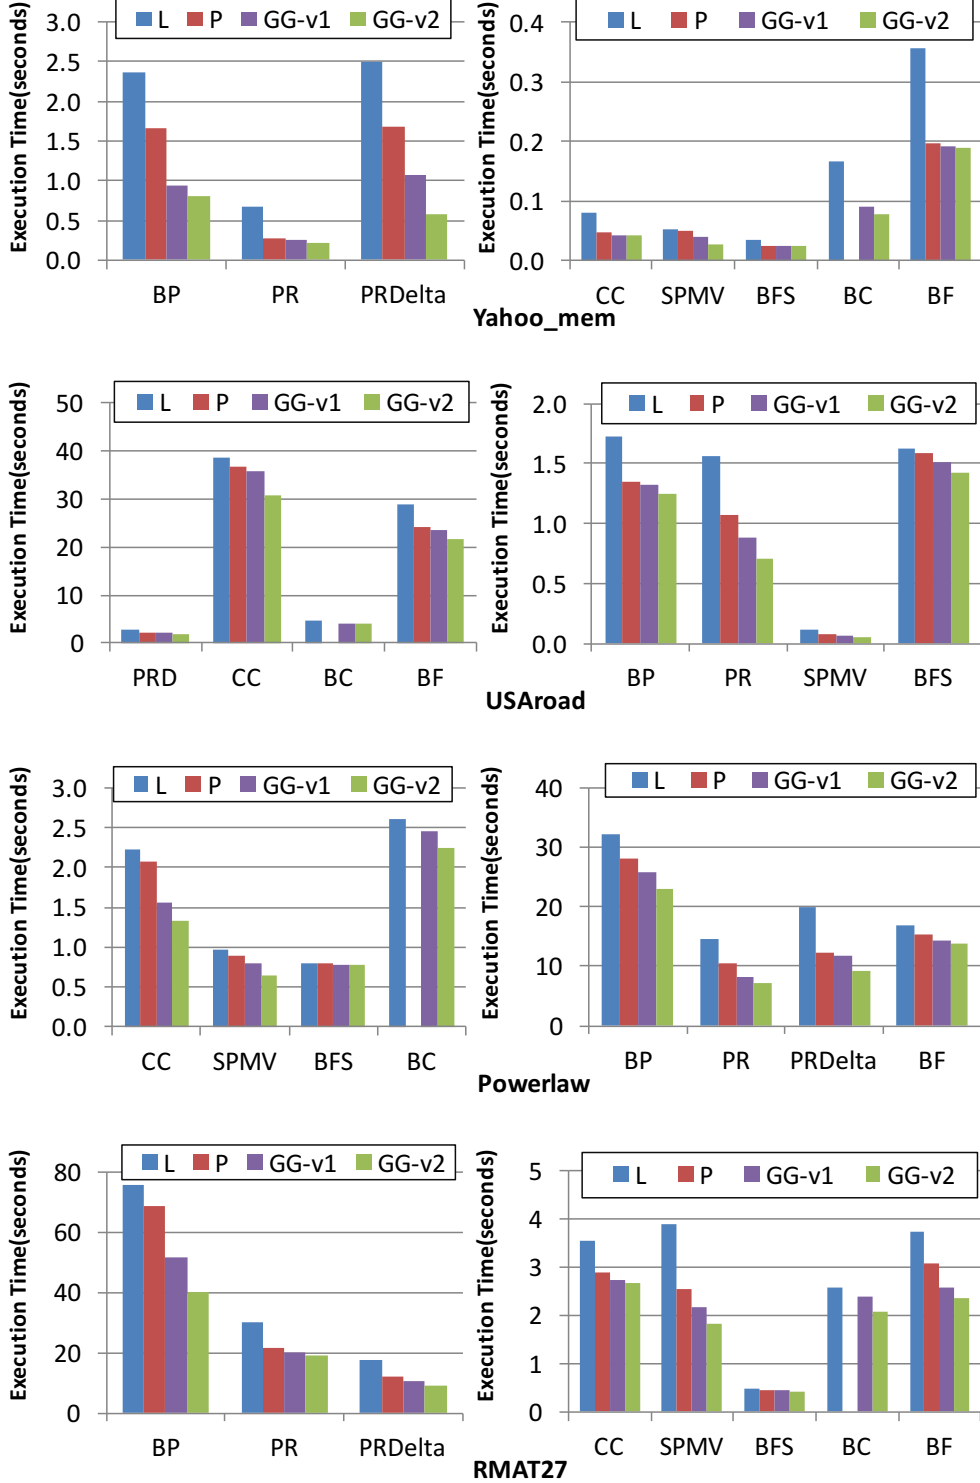 L P GG-v1 GG-v2
Execution Time(seconds)
3.0
2.5
2.0
1.5
1.0
0.5
0.0
BP PR PRDelta
L P GG-v1 GG-v2
Execution Time(seconds)
0.4
0.3
0.2
0.1
0.0
CC SPMV BFS BC BF
Yahoo_mem
L P GG-v1 GG-v2
Execution Time(seconds)
50
40
30
20
10
0
PRD CC BC BF
L P GG-v1 GG-v2
Execution Time(seconds)
2.0
1.5
1.0
0.5
0.0
BP PR SPMV BFS
USAroad
L P GG-v1 GG-v2
Execution Time(seconds)
3.0
2.5
2.0
1.5
1.0
0.5
0.0
CC SPMV BFS BC
L P GG-v1 GG-v2
Execution Time(seconds)
40
30
20
10
0
BP PR PRDelta BF
Powerlaw
L P GG-v1 GG-v2
Execution Time(seconds)
80
60
40
20
0
BP PR PRDelta
L P GG-v1 GG-v2
Execution Time(seconds)
5
4
3
2
1
0
CC SPMV BFS BC BF
RMAT27